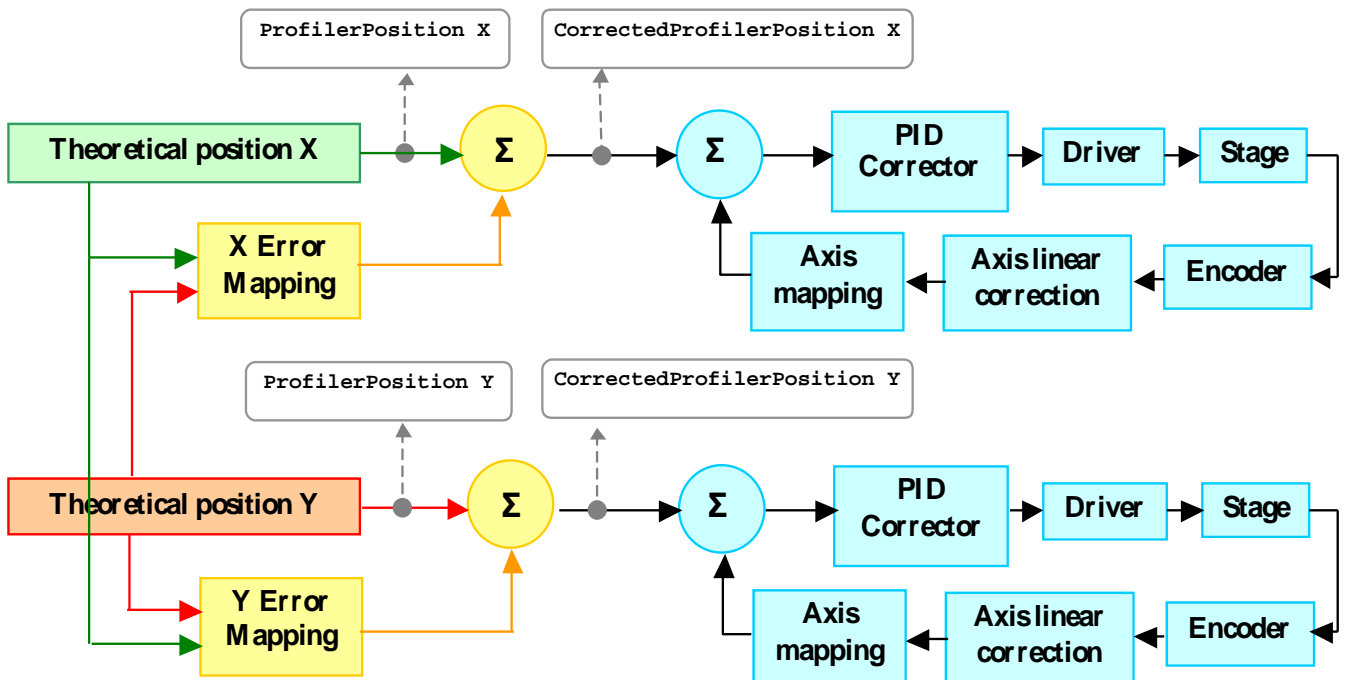 ProfilerPosition X
CorrectedProfilerPosition X
Theoretical position X
Σ
Σ
PID
Corrector
Driver
Stage
X Error
Mapping
Axis
mapping
Axis linear
correction
Encoder
ProfilerPosition Y
CorrectedProfilerPosition Y
Theoretical position Y
Σ
Σ
PID
Corrector
Driver
Stage
Y Error
Mapping
Axis
mapping
Axis linear
correction
Encoder